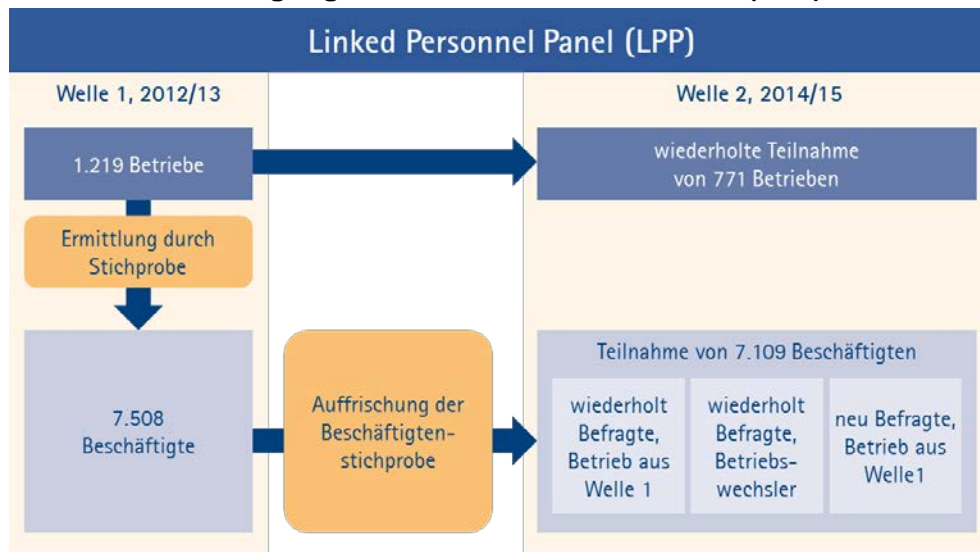 Linked Personnel Panel (LPP)
Welle 1, 2012/13
Welle 2, 2014/15
1.219 Betriebe
wiederholte Teilnahme
von 771 Betrieben
Ermittlung durch
Stichprobe
7.508
Beschäftigte
Auffrischung der
Beschäftigten-
stichprobe
Teilnahme von 7.109 Beschäftigten
wiederholt
Befragte,
Betrieb aus
Welle 1
wiederholt
Befragte,
Betriebs-
wechsler
neu Befragte,
Betrieb aus
Welle1